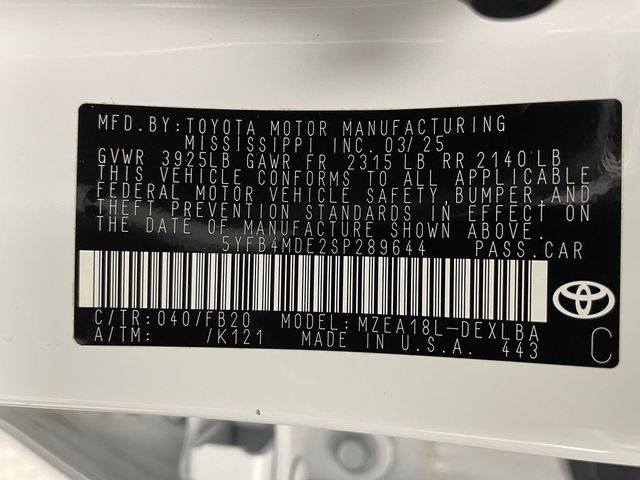 MFD.BY:TOYOTA MOTOR MANUFACTURING
MISSISSIPPI INC. 03/25
GVWR 3925LB GAWR FR 2315 LB RR 2140 LB
THIS VEHICLE CONFORMS TO ALL APPLICABLE
FEDERAL MOTOR VEHICLE SAFETY,BUMPER,AND
THEFT PREVENTION STANDARDS IN EFFECT ON
THE DATE OF MANUFACTURE SHOWN ABOVE.
5YFB4MDE2SP289644 PASS.CAR
C/TR:040/FB20 MODEL:MZEA18L-DEXLBA
A/TM: /K121 MADE IN U.S.A. 443
C